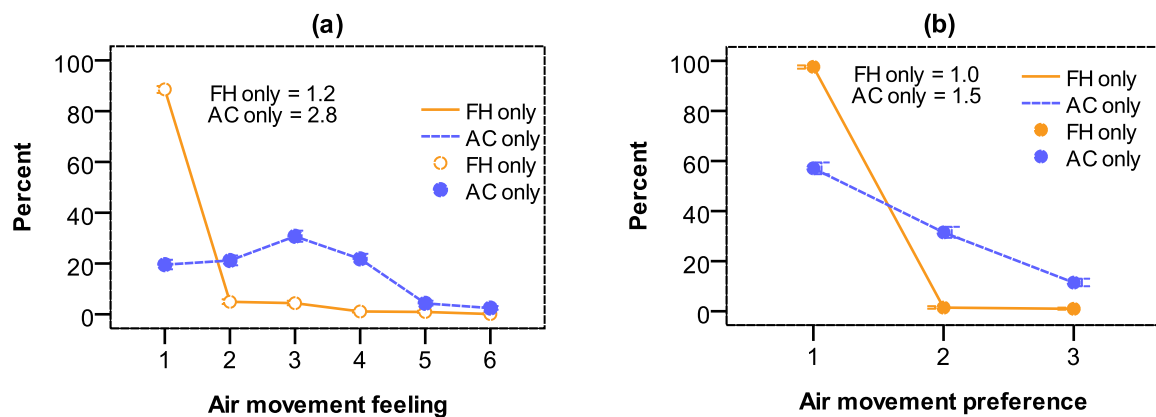 (a)
Percent
100
80
60
40
20
0
FH only = 1.2
AC only = 2.8
FH only
AC only
FH only
AC only
1 2 3 4 5 6
Air movement feeling
(b)
Percent
100
80
60
40
20
0
FH only = 1.0
AC only = 1.5
FH only
AC only
FH only
AC only
1 2 3
Air movement preference